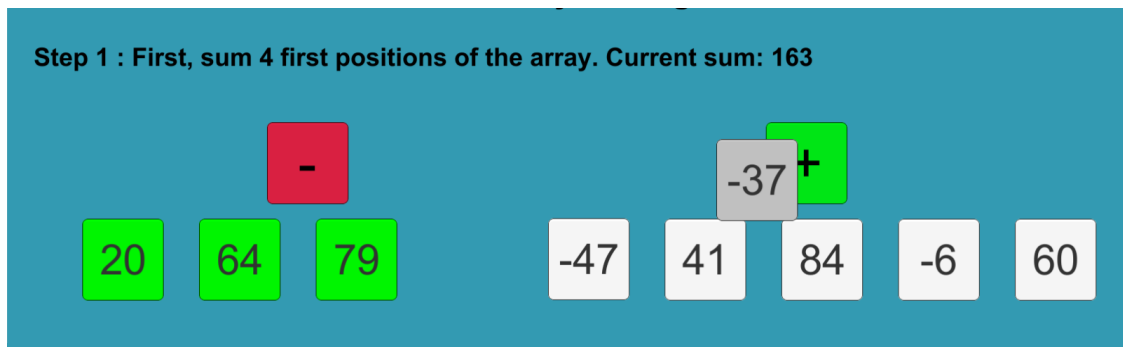 Step 1 : First, sum 4 first positions of the array. Current sum: 163
- +
-37
20 64 79 -47 41 84 -6 60